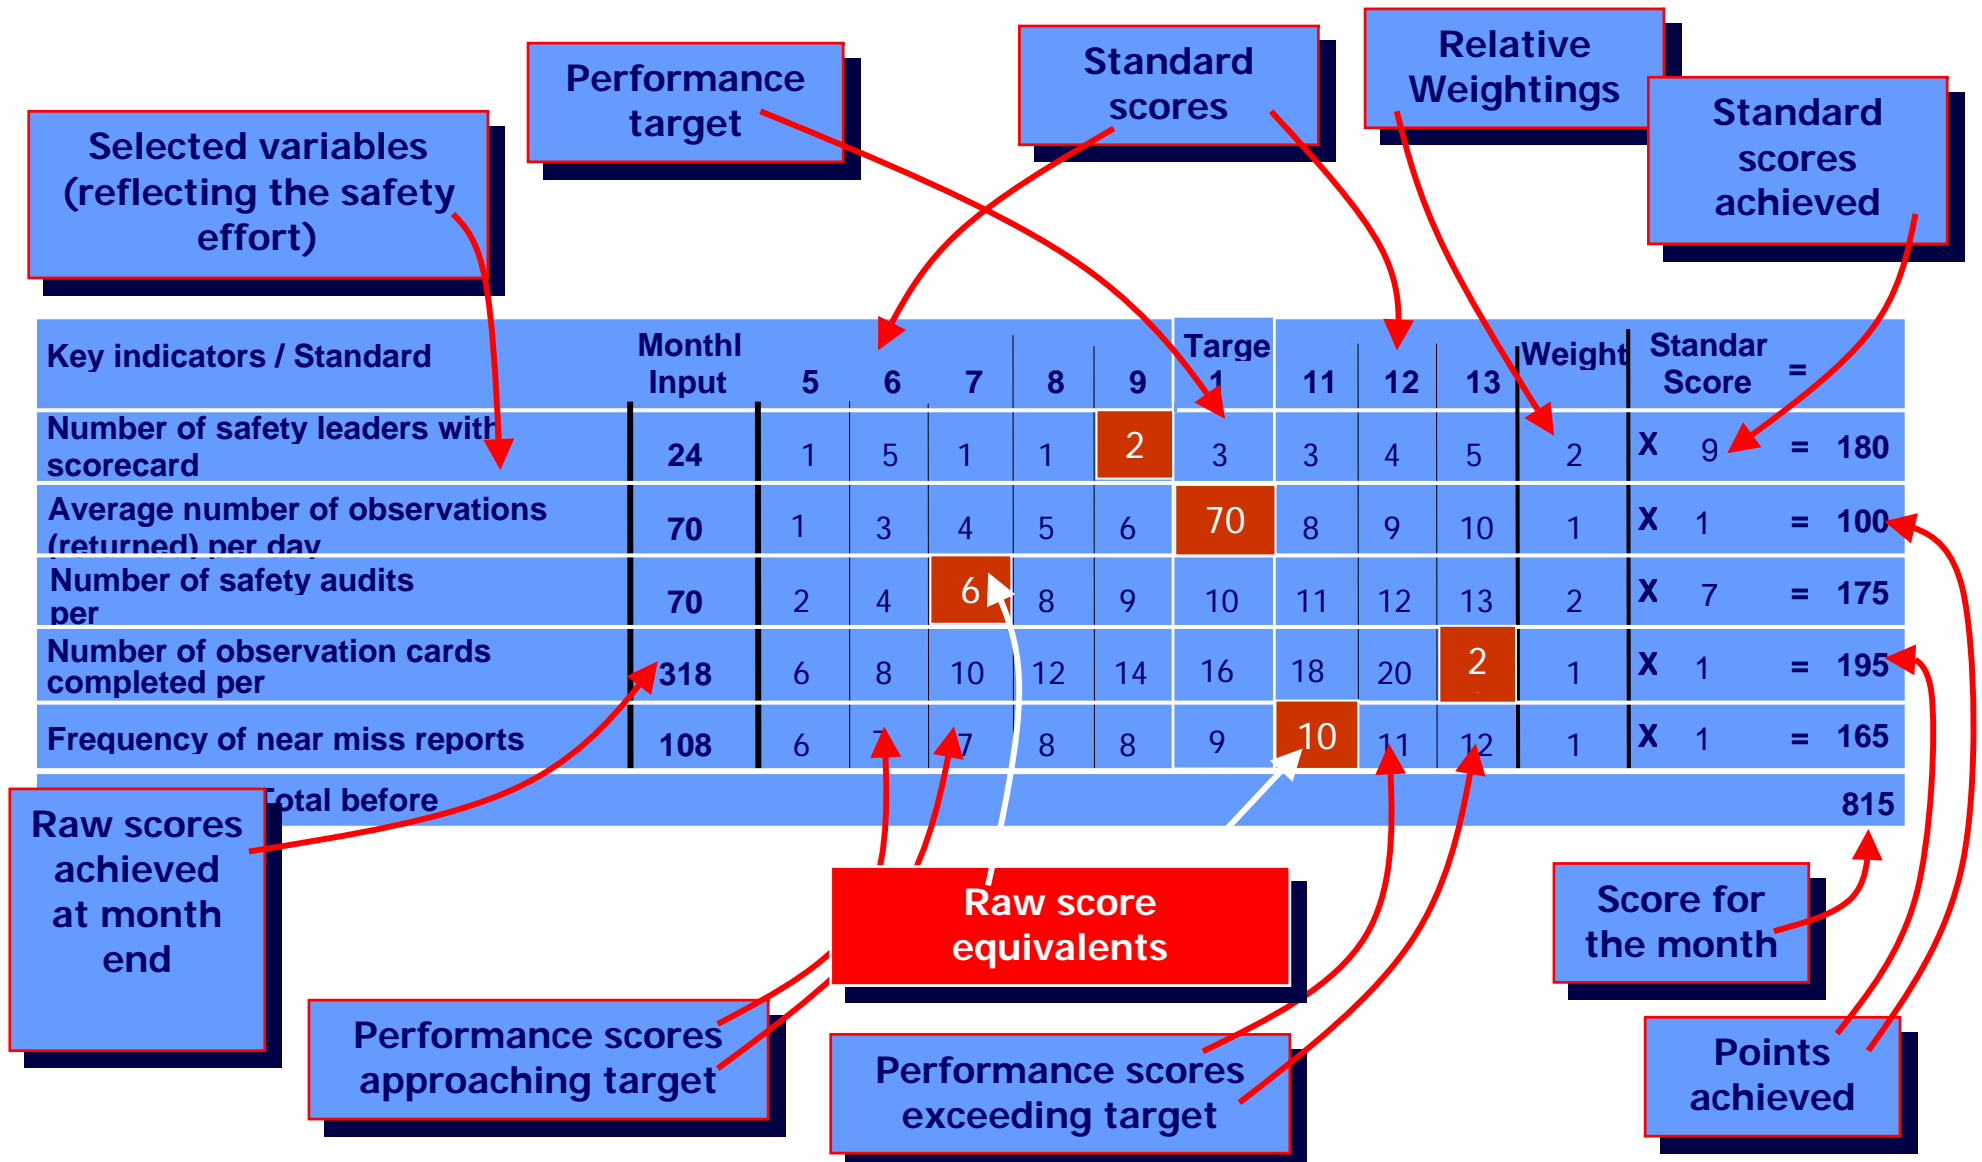 Relative
Weightings
Performance
target
Standard
scores
Standard
scores
achieved
Selected variables
(reflecting the safety
effort)
Key indicators / Standard
Monthl
Input
5 6 7 8 9
Targe
1
11 12 13
Weight
Standar
Score
=
Number of safety leaders with
scorecard
24 1 5 1 1 2 3 3 4 5 2 X 9 = 180
Average number of observations
(returned) per day
70 1 3 4 5 6 70 8 9 10 1 X 1 = 100
Number of safety audits
per
70 2 4 6 8 9 10 11 12 13 2 X 7 = 175
Number of observation cards
completed per
318 6 8 10 12 14 16 18 20 2 1 X 1 = 195
Frequency of near miss reports
108 6 7 8 8 9 10 11 12 1 X 1 = 165
Total before
815
Raw scores
achieved
at month
end
Raw score
equivalents
Score for
the month
Performance scores
approaching target
Performance scores
exceeding target
Points
achieved